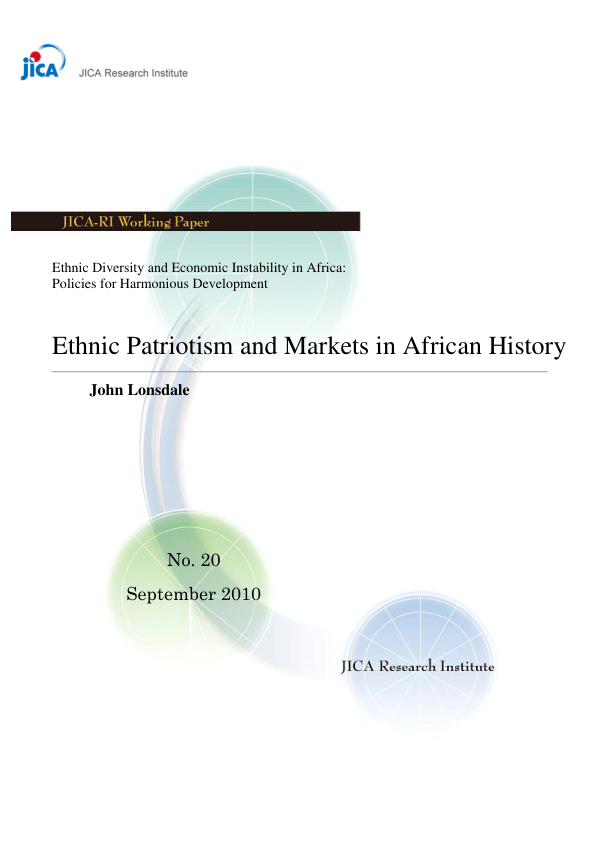 JICA JICA Research Institute
JICA-RI Working Paper
Ethnic Diversity and Economic Instability in Africa:
Policies for Harmonious Development
Ethnic Patriotism and Markets in African History
John Lonsdale
No. 20
September 2010
JICA Research Institute